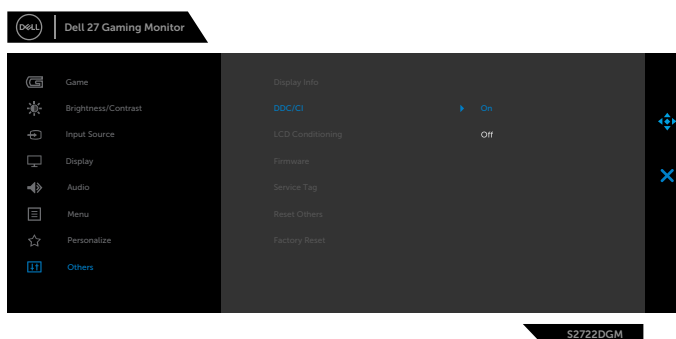 DELL Dell 27 Gaming Monitor
Game Display Info
Brightness/Contrast DDC/CI On
Input Source LCD Conditioning Off
Display Firmware
Audio Service Tag
Menu Reset Others
Personalize Factory Reset
Others
S2722DGM